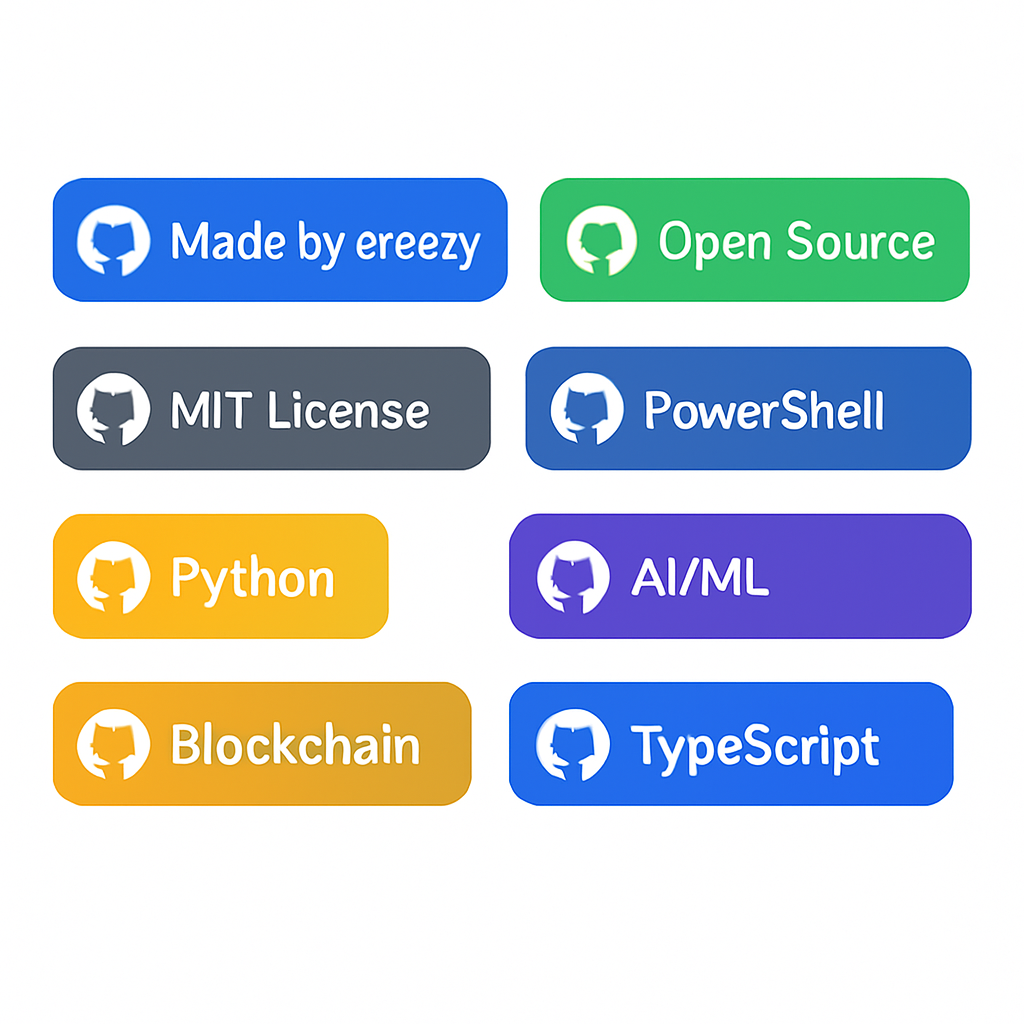 Made by ereezy
Open Source
MIT License
PowerShell
Python
AI/ML
Blockchain
TypeScript